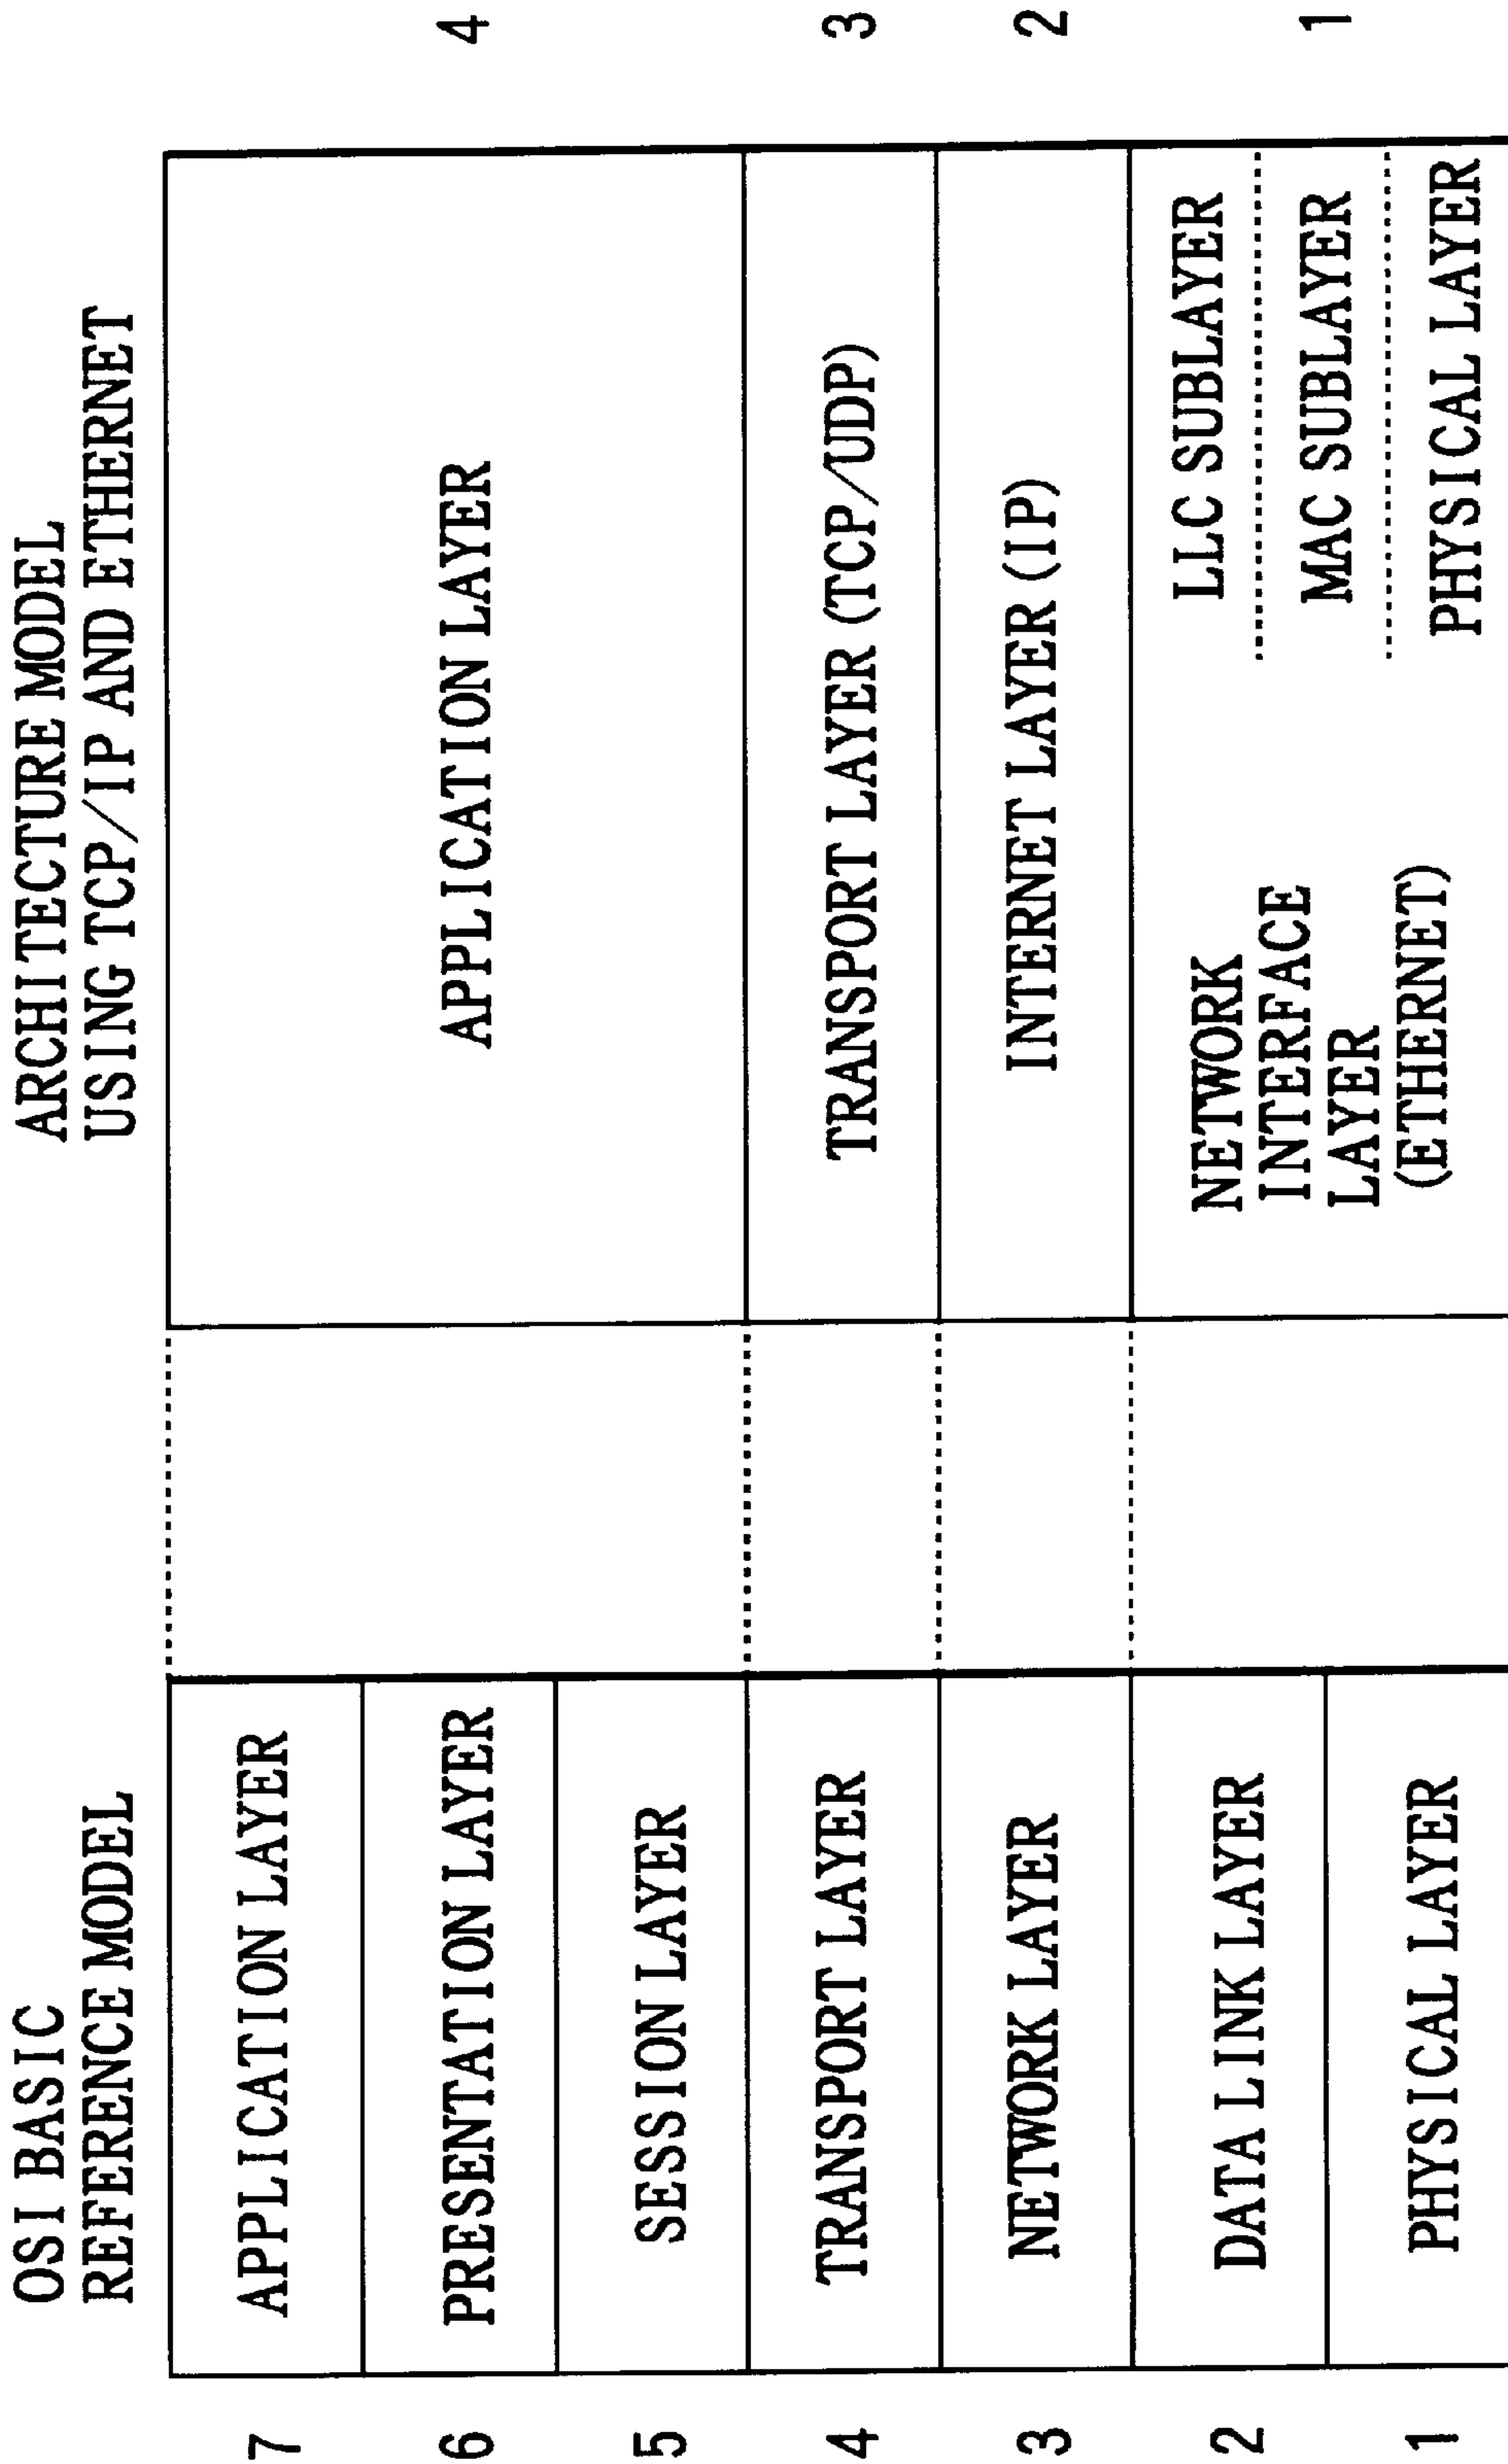 OSI BASIC
REFERENCE MODEL
7 APPLICATION LAYER
6 PRESENTATION LAYER
5 SESSION LAYER
4 TRANSPORT LAYER
3 NETWORK LAYER
2 DATA LINK LAYER
1 PHYSICAL LAYER
ARCHITECTURE MODEL
USING TCP/IP AND ETHERNET
APPLICATION LAYER 4
TRANSPORT LAYER (TCP/UDP) 3
INTERNET LAYER (IP) 2
NETWORK
INTERFACE
LAYER
(ETHERNET)
LLC SUBLAYER
MAC SUBLAYER
PHYSICAL LAYER
1